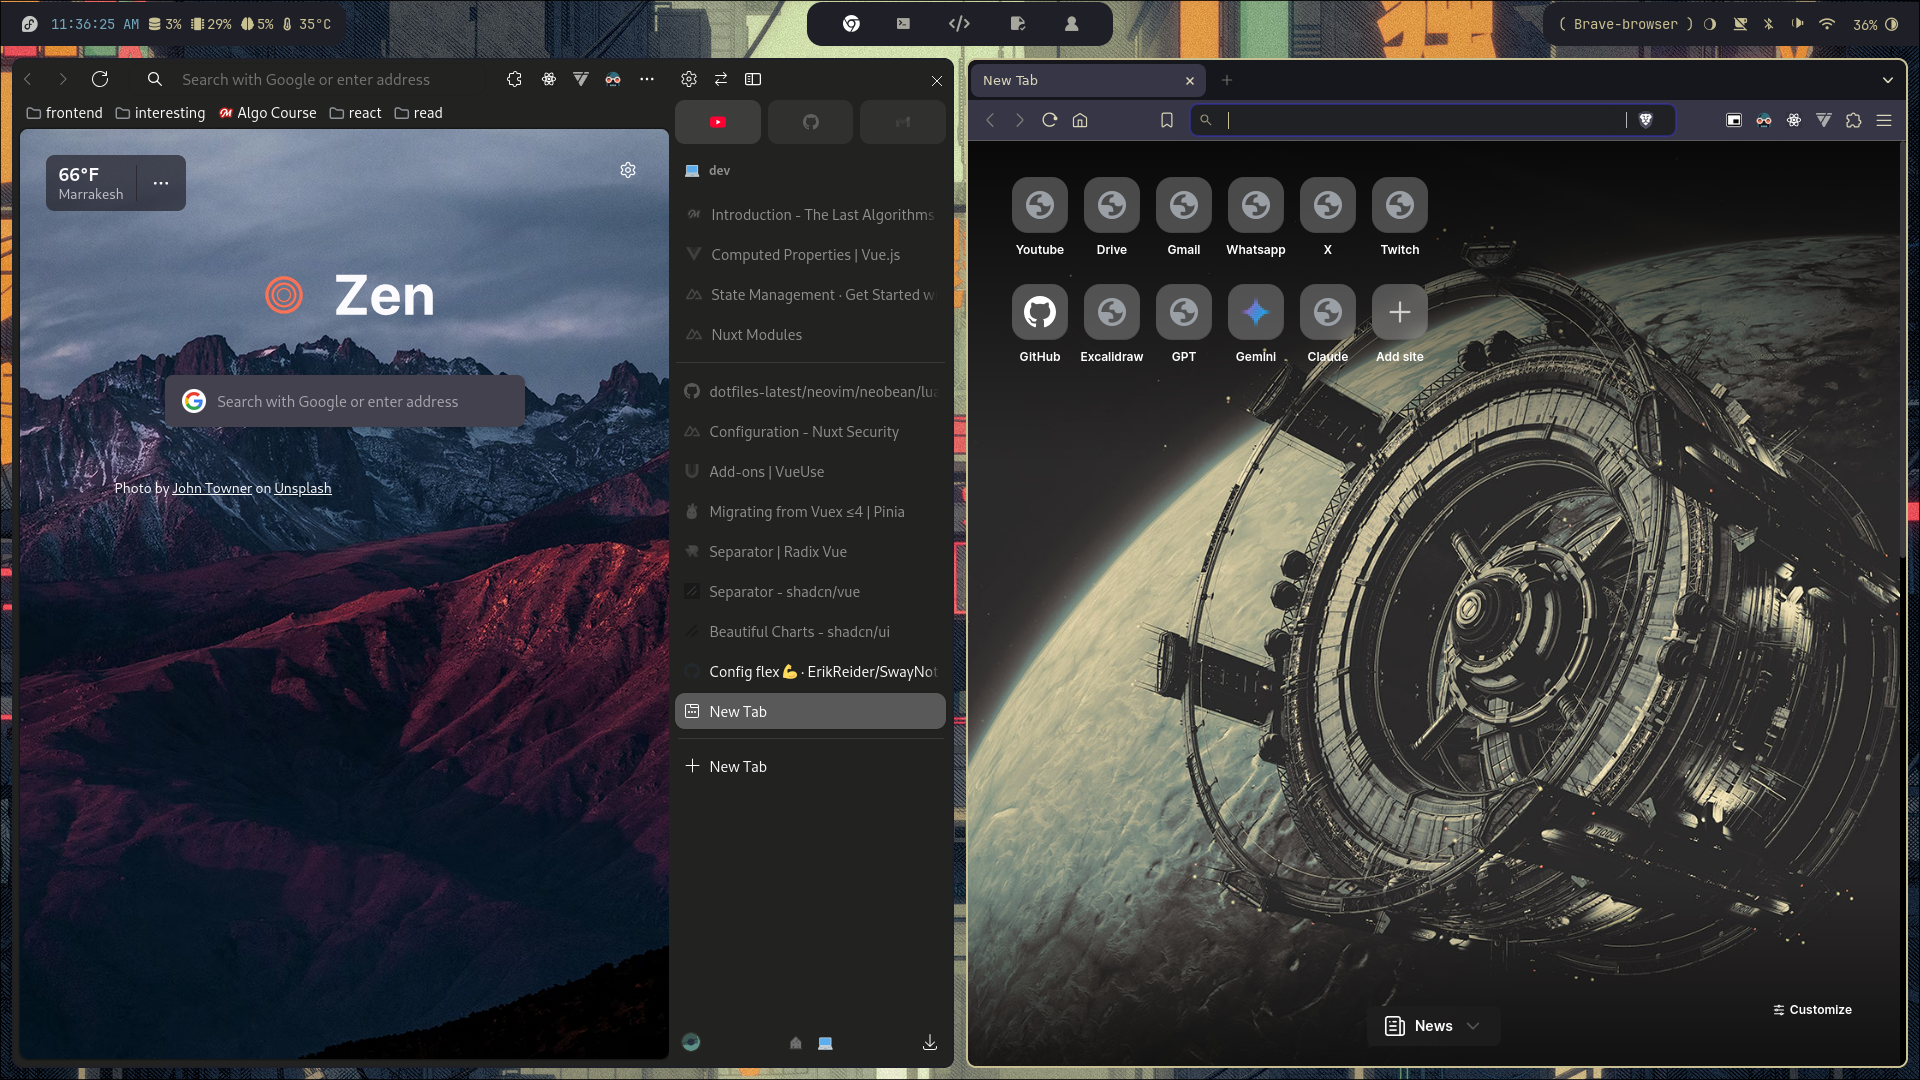 11:36:25 AM 3% 29% 5% 35°C
( Brave-browser ) 36%
Search with Google or enter address
frontend interesting Algo Course react read
66°F
Marrakesh
Zen
Search with Google or enter address
Photo by John Towner on Unsplash
dev
Introduction - The Last Algorithms
Computed Properties | Vue.js
State Management · Get Started w
Nuxt Modules
dotfiles-latest/neovim/neobean/lua
Configuration - Nuxt Security
Add-ons | VueUse
Migrating from Vuex ≤4 | Pinia
Separator | Radix Vue
Separator - shadcn/vue
Beautiful Charts - shadcn/ui
Config flex 💪 · ErikReider/SwayNot
New Tab
New Tab
New Tab
Youtube Drive Gmail Whatsapp X Twitch
GitHub Excalidraw GPT Gemini Claude Add site
Customize
News